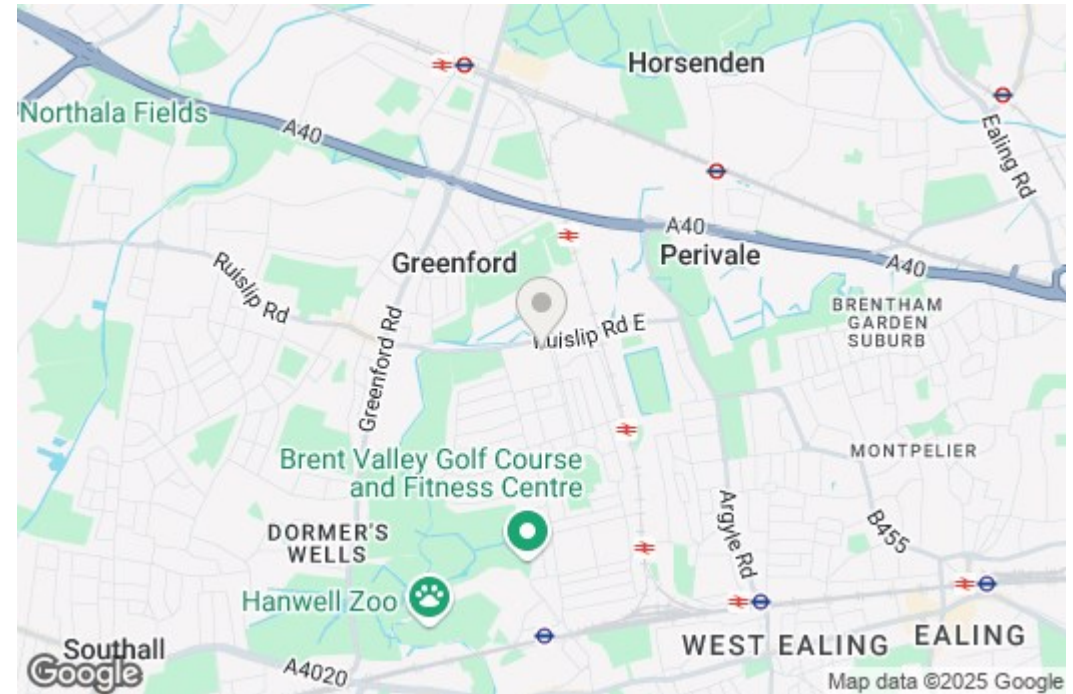 Horsenden
Northala Fields
A40
Ealing Rd
A40
Perivale
Greenford
A40
Ruislip Rd
BRENTHAM
GARDEN
SUBURB
Ruislip Rd E
Greenford Rd
Brent Valley Golf Course
and Fitness Centre
MONTPELIER
Argyle Rd
B455
DORMER'S
WELLS
Hanwell Zoo
Southall
A4020
WEST EALING
EALING
Google
Map data ©2025 Google